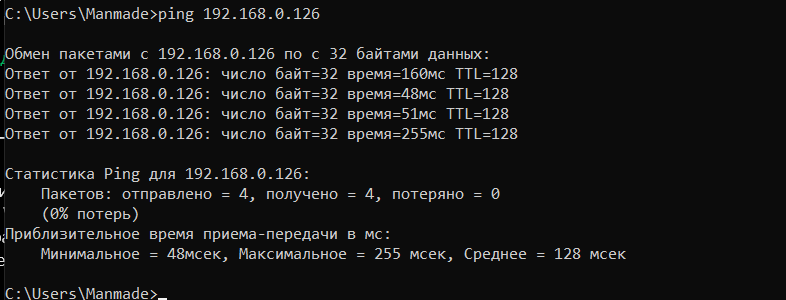 C:\Users\Manmade>ping 192.168.0.126
Обмен пакетами с 192.168.0.126 по с 32 байтами данных:
Ответ от 192.168.0.126: число байт=32 время=160мс TTL=128
Ответ от 192.168.0.126: число байт=32 время=48мс TTL=128
Ответ от 192.168.0.126: число байт=32 время=51мс TTL=128
Ответ от 192.168.0.126: число байт=32 время=255мс TTL=128
Статистика Ping для 192.168.0.126:
Пакетов: отправлено = 4, получено = 4, потеряно = 0
(0% потерь)
Приблизительное время приема-передачи в мс:
Минимальное = 48мсек, Максимальное = 255 мсек, Среднее = 128 мсек
C:\Users\Manmade>